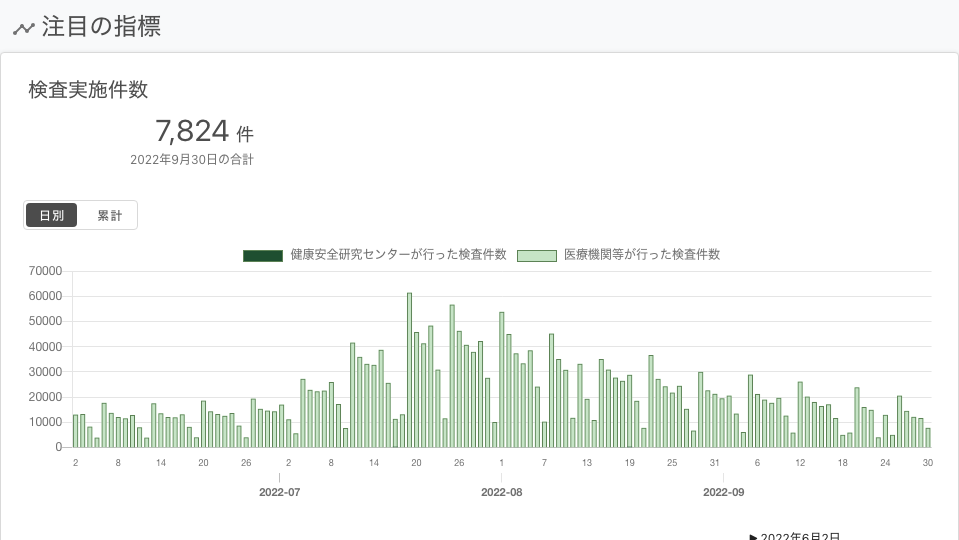 注目の指標
検査実施件数
7,824 件
2022年9月30日の合計
日別 累計
健康安全研究センターが行った検査件数 医療機関等が行った検査件数
70000
60000
50000
40000
30000
20000
10000
0
2 8 14 20 26 2 8 14 20 26 1 7 13 19 25 31 6 12 18 24 30
2022-07 2022-08 2022-09
▶ 2022年6月2日